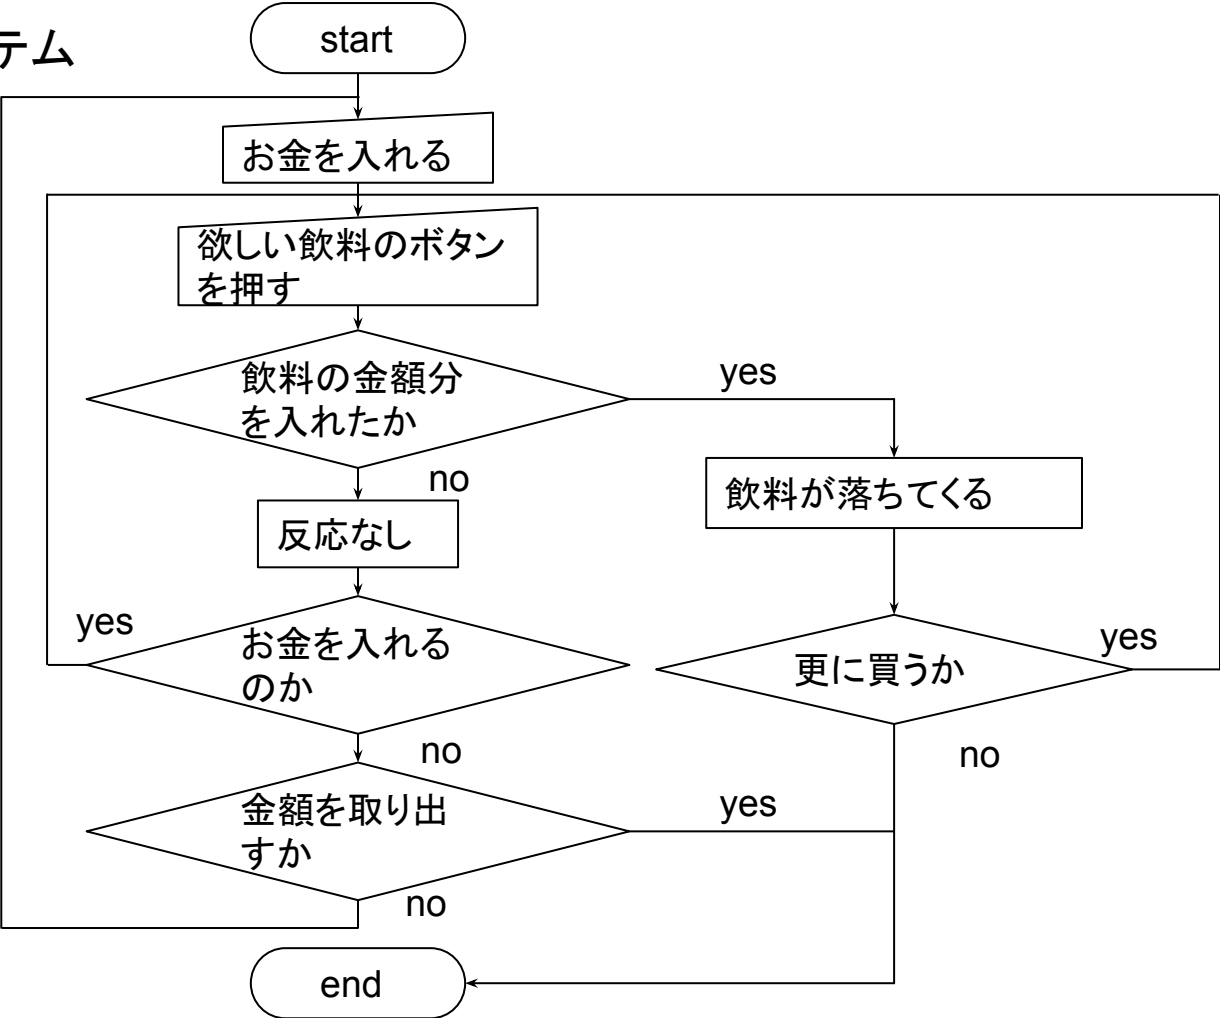 テム
start
お金を入れる
欲しい飲料のボタン
を押す
飲料の金額分
を入れたか
yes
no
飲料が落ちてくる
反応なし
yes
お金を入れる
のか
更に買うか
yes
no
no
金額を取り出
すか
yes
no
end